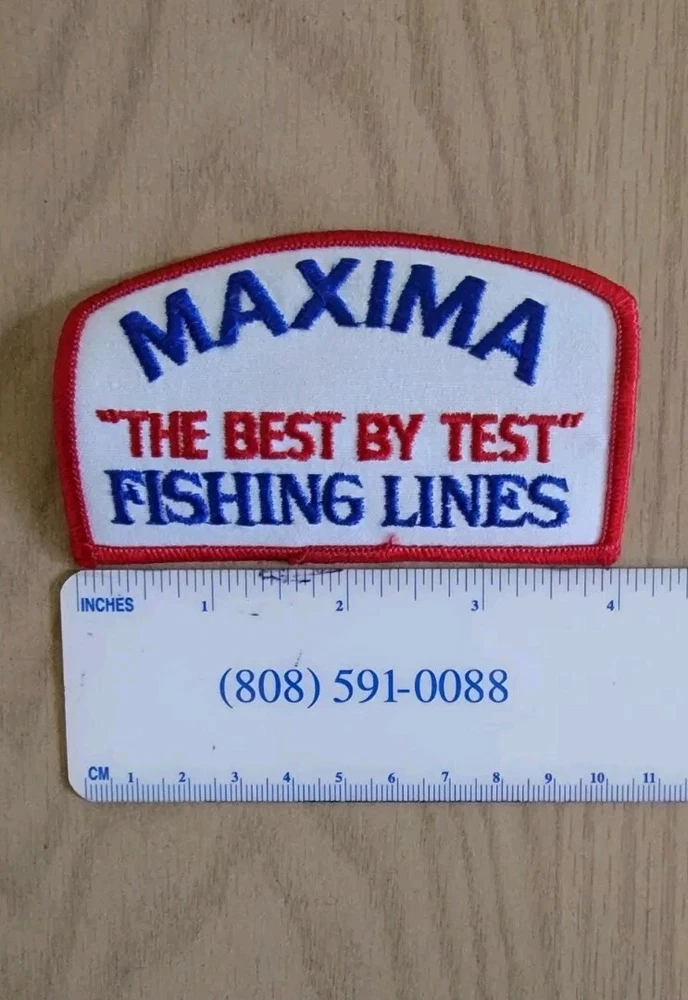 MAXIMA
"THE BEST BY TEST"
FISHING LINES
INCHES 1 2 3 4
(808) 591-0088
CM 1 2 3 4 5 6 7 8 9 10 11